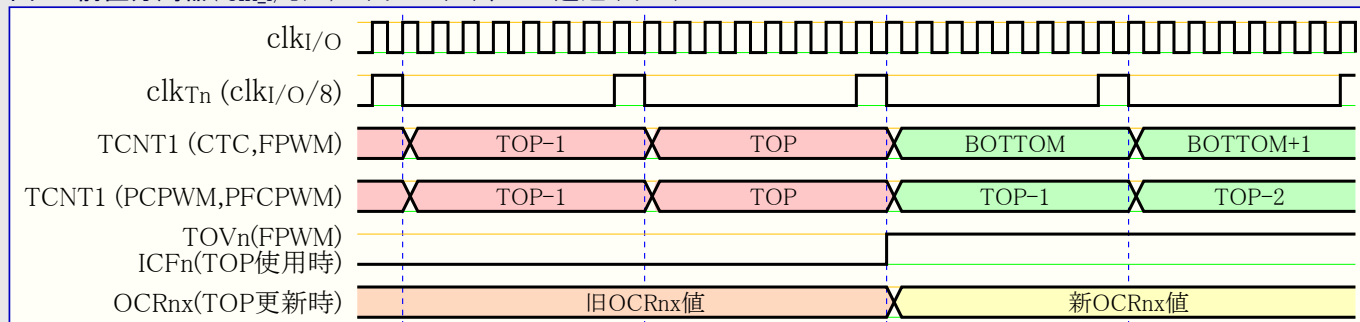 clkI/O
clkTn (clkI/O/8)
TCNT1 (CTC,FPWM) TOP-1 TOP BOTTOM BOTTOM+1
TCNT1 (PCPWM,PFCPWM) TOP-1 TOP TOP-1 TOP-2
TOVn(FPWM)
ICFn(TOP使用時)
OCRnx(TOP更新時) 旧OCRnx値 新OCRnx値